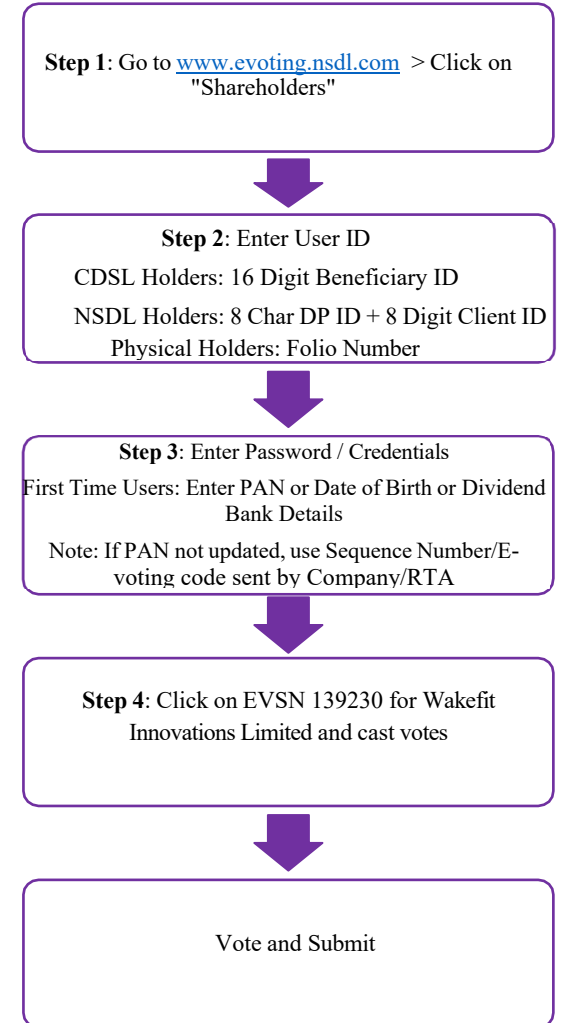 Step 1: Go to www.evoting.nsdl.com > Click on
"Shareholders"
Step 2: Enter User ID
CDSL Holders: 16 Digit Beneficiary ID
NSDL Holders: 8 Char DP ID + 8 Digit Client ID
Physical Holders: Folio Number
Step 3: Enter Password / Credentials
First Time Users: Enter PAN or Date of Birth or Dividend
Bank Details
Note: If PAN not updated, use Sequence Number/E-
voting code sent by Company/RTA
Step 4: Click on EVSN 139230 for Wakefit
Innovations Limited and cast votes
Vote and Submit